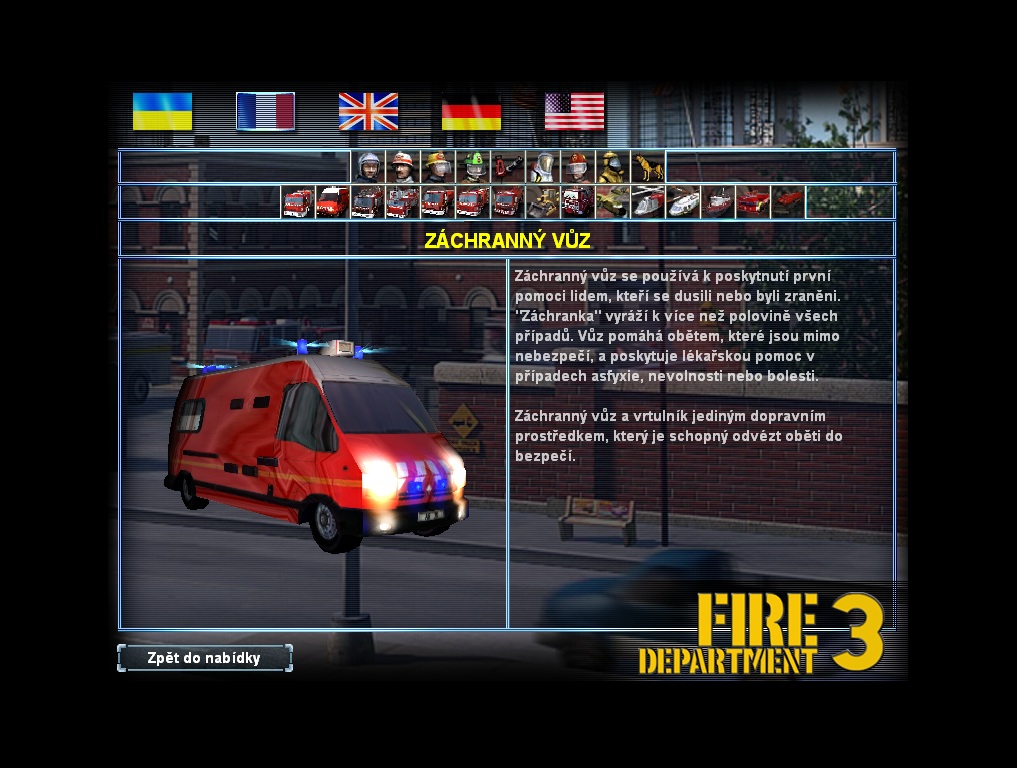 ZÁCHRANNÝ VŮZ
Záchranný vůz se používá k poskytnutí první
pomoci lidem, kteří se dusili nebo byli zraněni.
"Záchranka" vyráží k více než polovině všech
případů. Vůz pomáhá obětem, které jsou mimo
nebezpečí, a poskytuje lékařskou pomoc v
případech asfyxie, nevolnosti nebo bolesti.
Záchranný vůz a vrtulník jediným dopravním
prostředkem, který je schopný odvézt oběti do
bezpečí.
FIRE
DEPARTMENT 3
Zpět do nabídky